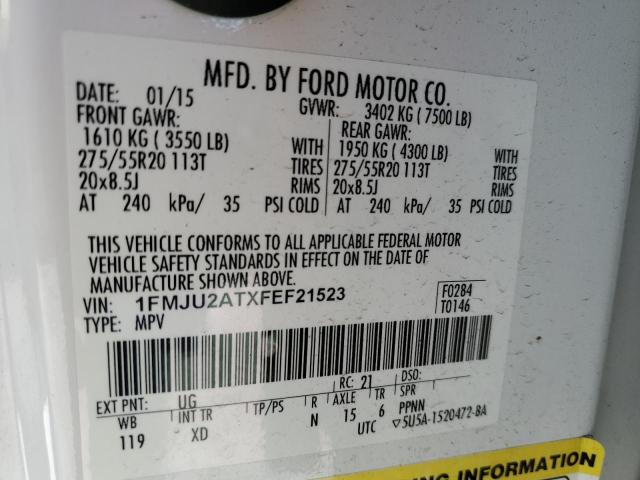 MFD. BY FORD MOTOR CO.
DATE: 01/15 GVWR: 3402 KG ( 7500 LB)
FRONT GAWR: REAR GAWR:
1610 KG ( 3550 LB) WITH 1950 KG ( 4300 LB) WITH
275/55R20 113T TIRES 275/55R20 113T TIRES
20x8.5J RIMS 20x8.5J RIMS
AT 240 kPa/ 35 PSI COLD AT 240 kPa/ 35 PSI COLD
THIS VEHICLE CONFORMS TO ALL APPLICABLE FEDERAL MOTOR
VEHICLE SAFETY STANDARDS IN EFFECT ON THE DATE OF
MANUFACTURE SHOWN ABOVE.
VIN: 1FMJU2ATXFEF21523 F0284
TYPE: MPV T0146
EXT PNT: UG RC: 21 DSO:
WB INT TR TP/PS R AXLE TR SPR
119 XD N 15 6 PPNN
UTC ▽5U5A-1520472-BA
ING INFORMATION